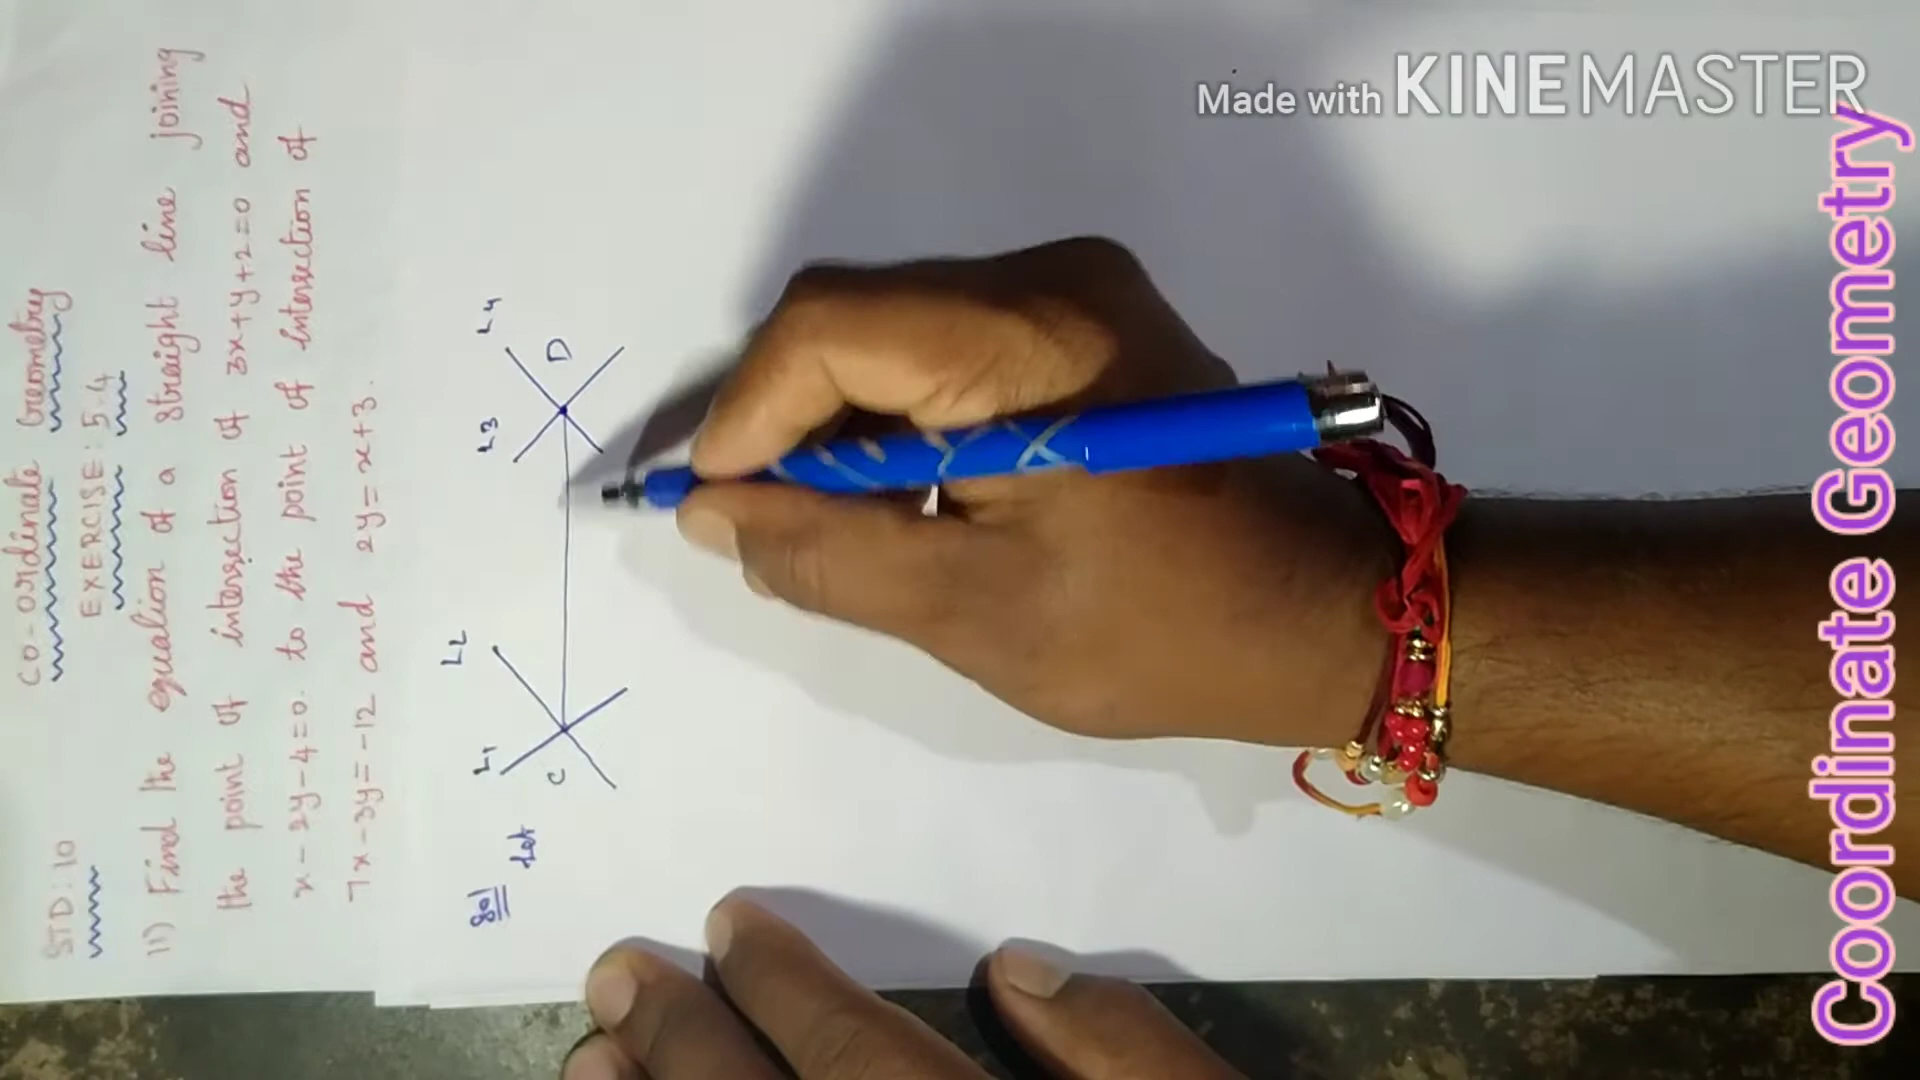 Made with KINEMASTER
Coordinate Geometry
CO-ordinate Geometry
STD: 10
EXERCISE: 5.4
11) Find the equation of a straight line joining
the point of intersection of 3x+y+2=0 and
x-2y-4=0 to the point of intersection of
7x-3y=-12 and 2y=x+3.
Sol
Let
L1
L2
L3
L4
C
D